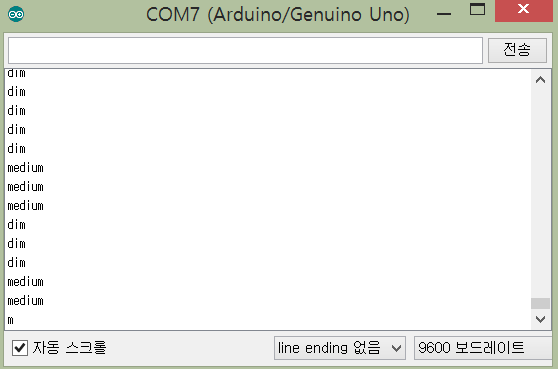 COM7 (Arduino/Genuino Uno)
전송
dim
dim
dim
dim
dim
medium
medium
medium
dim
dim
dim
medium
medium
m
자동 스크롤
line ending 없음
9600 보드레이트